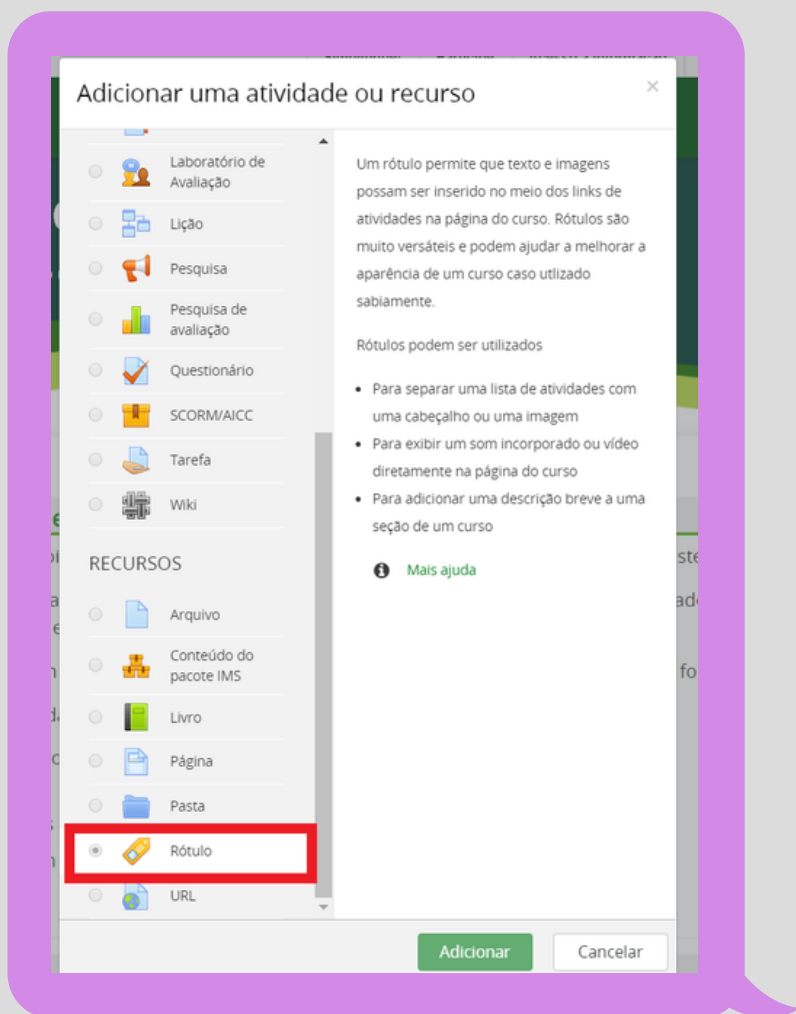 Adicionar uma atividade ou recurso
×
Laboratório de
Avaliação
Lição
Pesquisa
Pesquisa de
avaliação
Questionário
SCORM/AICC
Tarefa
Wiki
RECURSOS
Arquivo
Conteúdo do
pacote IMS
Livro
Página
Pasta
Rótulo
URL
Um rótulo permite que texto e imagens
possam ser inserido no meio dos links de
atividades na página do curso. Rótulos são
muito versáteis e podem ajudar a melhorar a
aparência de um curso caso utlizado
sabiamente.
Rótulos podem ser utilizados
• Para separar uma lista de atividades com
uma cabeçalho ou uma imagem
• Para exibir um som incorporado ou vídeo
diretamente na página do curso
• Para adicionar uma descrição breve a uma
seção de um curso
Mais ajuda
Adicionar
Cancelar